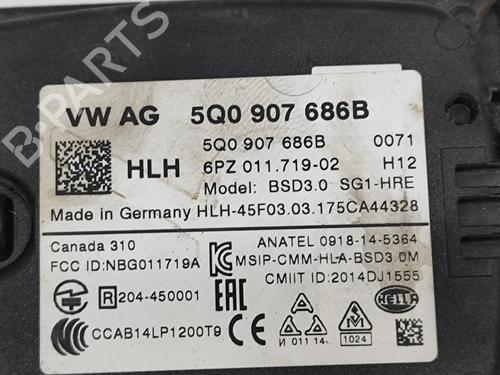 B-PARTS
VW AG 5Q0 907 686B
5Q0 907 686B 0071
HLH 6PZ 011.719-02 H12
Model: BSD3.0 SG1-HRE
Made in Germany HLH-45F03.03.175CA44328
Canada 310 ANATEL 0918-14-5364
FCC ID:NBG011719A MSIP-CMM-HLA-BSD3.0M
R 204-450001 EAC CMIIT ID:2014DJ1555
CCAB14LP1200T9 CE И 011 14 1024 HELLA